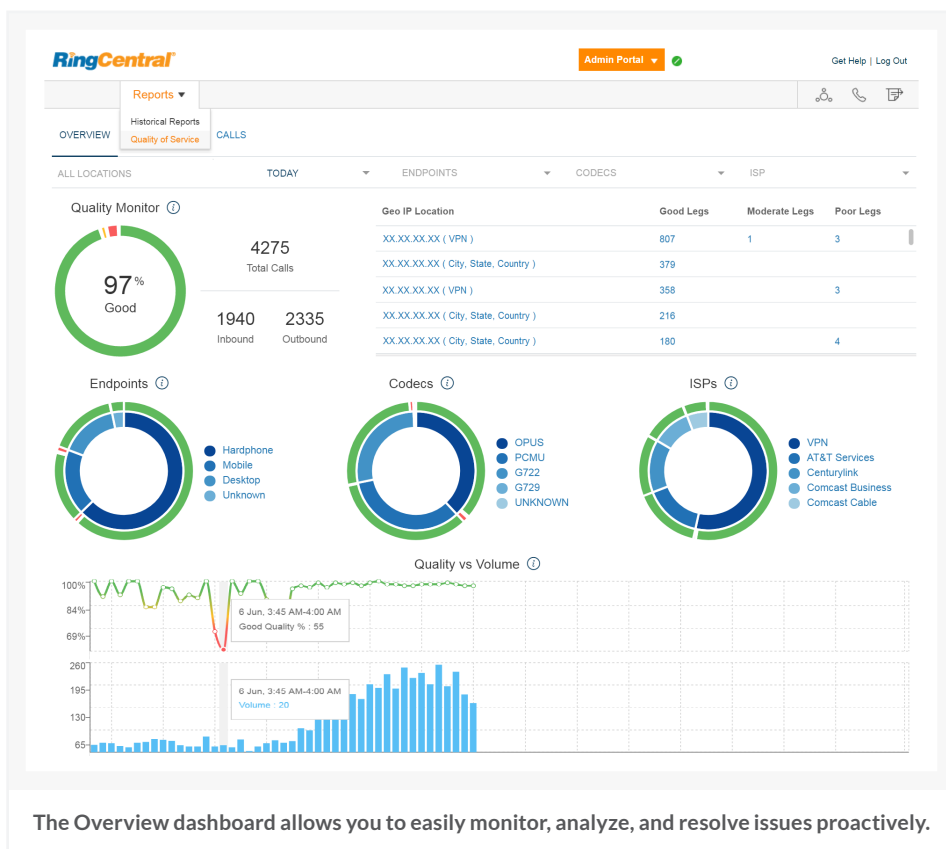 RingCentral®
Admin Portal
Get Help | Log Out
Reports
Historical Reports
Quality of Service
OVERVIEW
CALLS
ALL LOCATIONS
TODAY
ENDPOINTS
CODECS
ISP
Quality Monitor i
97%
Good
4275
Total Calls
1940 2335
Inbound Outbound
Geo IP Location Good Legs Moderate Legs Poor Legs
XX.XX.XX.XX ( VPN ) 807 1 3
XX.XX.XX.XX ( City, State, Country ) 379
XX.XX.XX.XX ( VPN ) 358 3
XX.XX.XX.XX ( City, State, Country ) 216
XX.XX.XX.XX ( City, State, Country ) 180 4
Endpoints i
Hardphone
Mobile
Desktop
Unknown
Codecs i
OPUS
PCMU
G722
G729
UNKNOWN
ISPs i
VPN
AT&T Services
Centurylink
Comcast Business
Comcast Cable
Quality vs Volume i
100%
84%
69%
6 Jun, 3:45 AM-4:00 AM
Good Quality % : 55
260
195
130
65
6 Jun, 3:45 AM-4:00 AM
Volume : 20
The Overview dashboard allows you to easily monitor, analyze, and resolve issues proactively.